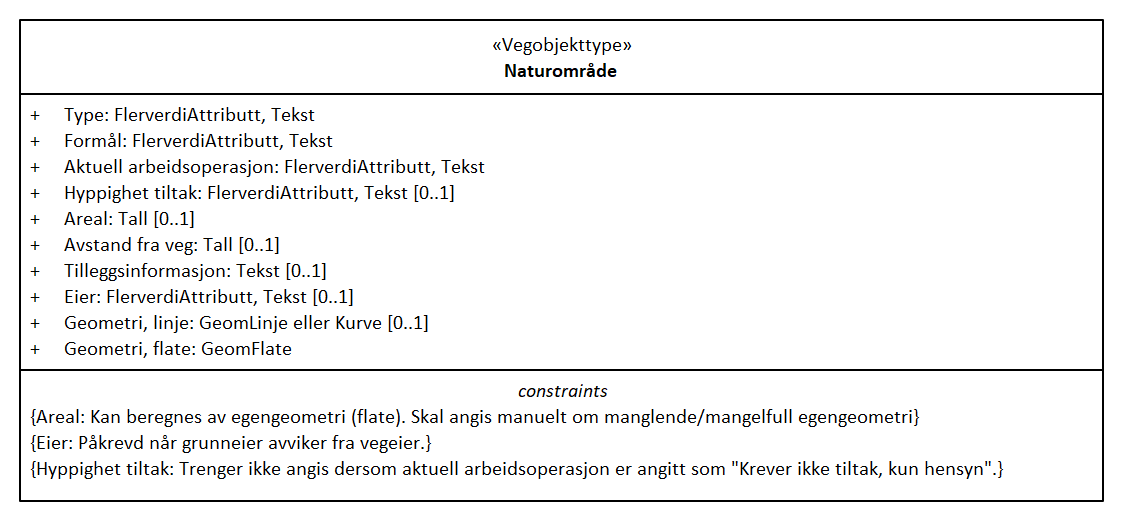 «Vegobjekttype»
Naturområde
+ Type: FlerverdiAttributt, Tekst
+ Formål: FlerverdiAttributt, Tekst
+ Aktuell arbeidsoperasjon: FlerverdiAttributt, Tekst
+ Hyppighet tiltak: FlerverdiAttributt, Tekst [0..1]
+ Areal: Tall [0..1]
+ Avstand fra veg: Tall [0..1]
+ Tilleggsinformasjon: Tekst [0..1]
+ Eier: FlerverdiAttributt, Tekst [0..1]
+ Geometri, linje: GeomLinje eller Kurve [0..1]
+ Geometri, flate: GeomFlate
constraints
{Areal: Kan beregnes av egengeometri (flate). Skal angis manuelt om manglende/mangelfull egengeometri}
{Eier: Påkrevd når grunneier avviker fra vegeier.}
{Hyppighet tiltak: Trenger ikke angis dersom aktuell arbeidsoperasjon er angitt som "Krever ikke tiltak, kun hensyn".}